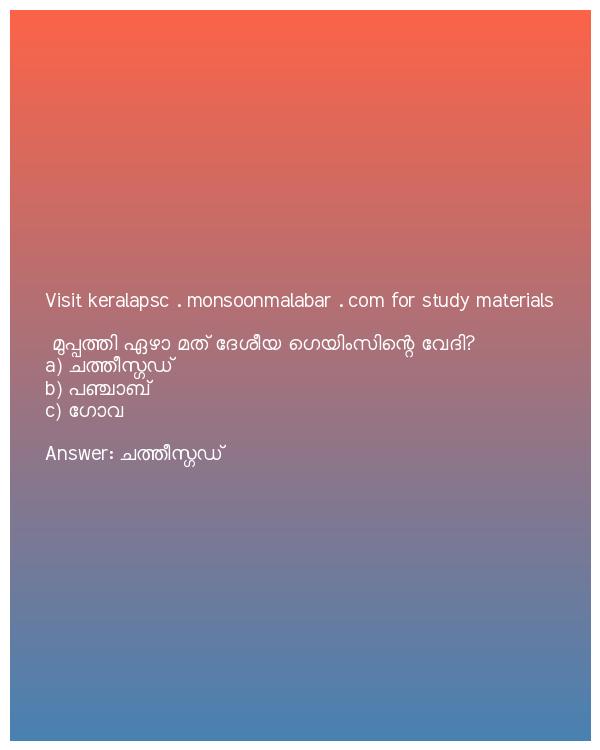 Visit keralapsc . monsoonmalabar . com for study materials
മുപ്പത്തി ഏഴാ മത് ദേശീയ ഗെയിംസിന്റെ വേദി?
a) ചത്തീസ്ഗഡ്
b) പഞ്ചാബ്
c) ഗോവ
Answer: ചത്തീസ്ഗഡ്